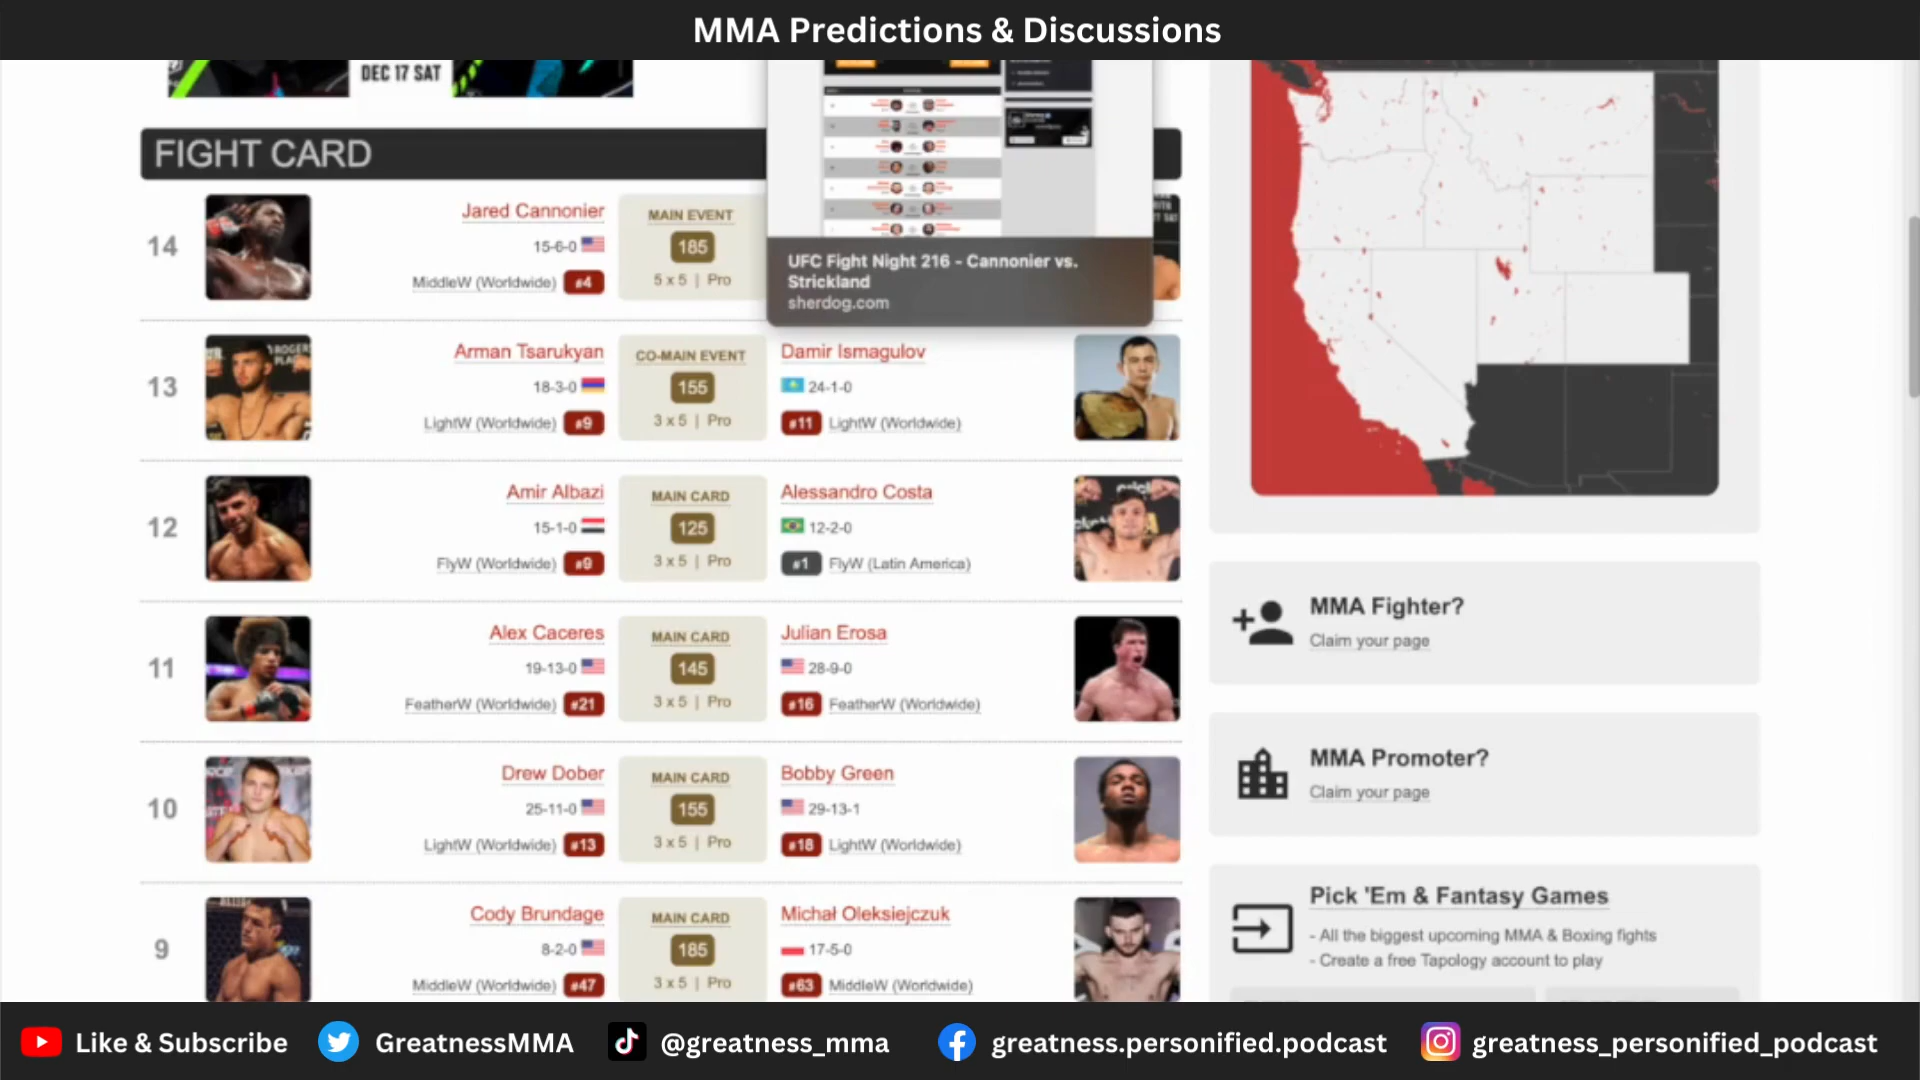 MMA Predictions & Discussions
DEC 17 SAT
FIGHT CARD
14
Jared Cannonier
15-6-0
MiddleW (Worldwide) #4
MAIN EVENT
185
5 x 5 | Pro
UFC Fight Night 216 - Cannonier vs.
Strickland
sherdog.com
13
Arman Tsarukyan
18-3-0
LightW (Worldwide) #9
CO-MAIN EVENT
155
3 x 5 | Pro
Damir Ismagulov
24-1-0
#11 LightW (Worldwide)
12
Amir Albazi
15-1-0
FlyW (Worldwide) #9
MAIN CARD
125
3 x 5 | Pro
Alessandro Costa
12-2-0
#1 FlyW (Latin America)
11
Alex Caceres
19-13-0
FeatherW (Worldwide) #21
MAIN CARD
145
3 x 5 | Pro
Julian Erosa
28-9-0
#16 FeatherW (Worldwide)
10
Drew Dober
25-11-0
LightW (Worldwide) #13
MAIN CARD
155
3 x 5 | Pro
Bobby Green
29-13-1
#18 LightW (Worldwide)
9
Cody Brundage
8-2-0
MiddleW (Worldwide) #47
MAIN CARD
185
3 x 5 | Pro
Michał Oleksiejczuk
17-5-0
#63 MiddleW (Worldwide)
MMA Fighter?
Claim your page
MMA Promoter?
Claim your page
Pick 'Em & Fantasy Games
- All the biggest upcoming MMA & Boxing fights
- Create a free Tapology account to play
Like & Subscribe
GreatnessMMA
@greatness_mma
greatness.personified.podcast
greatness_personified_podcast